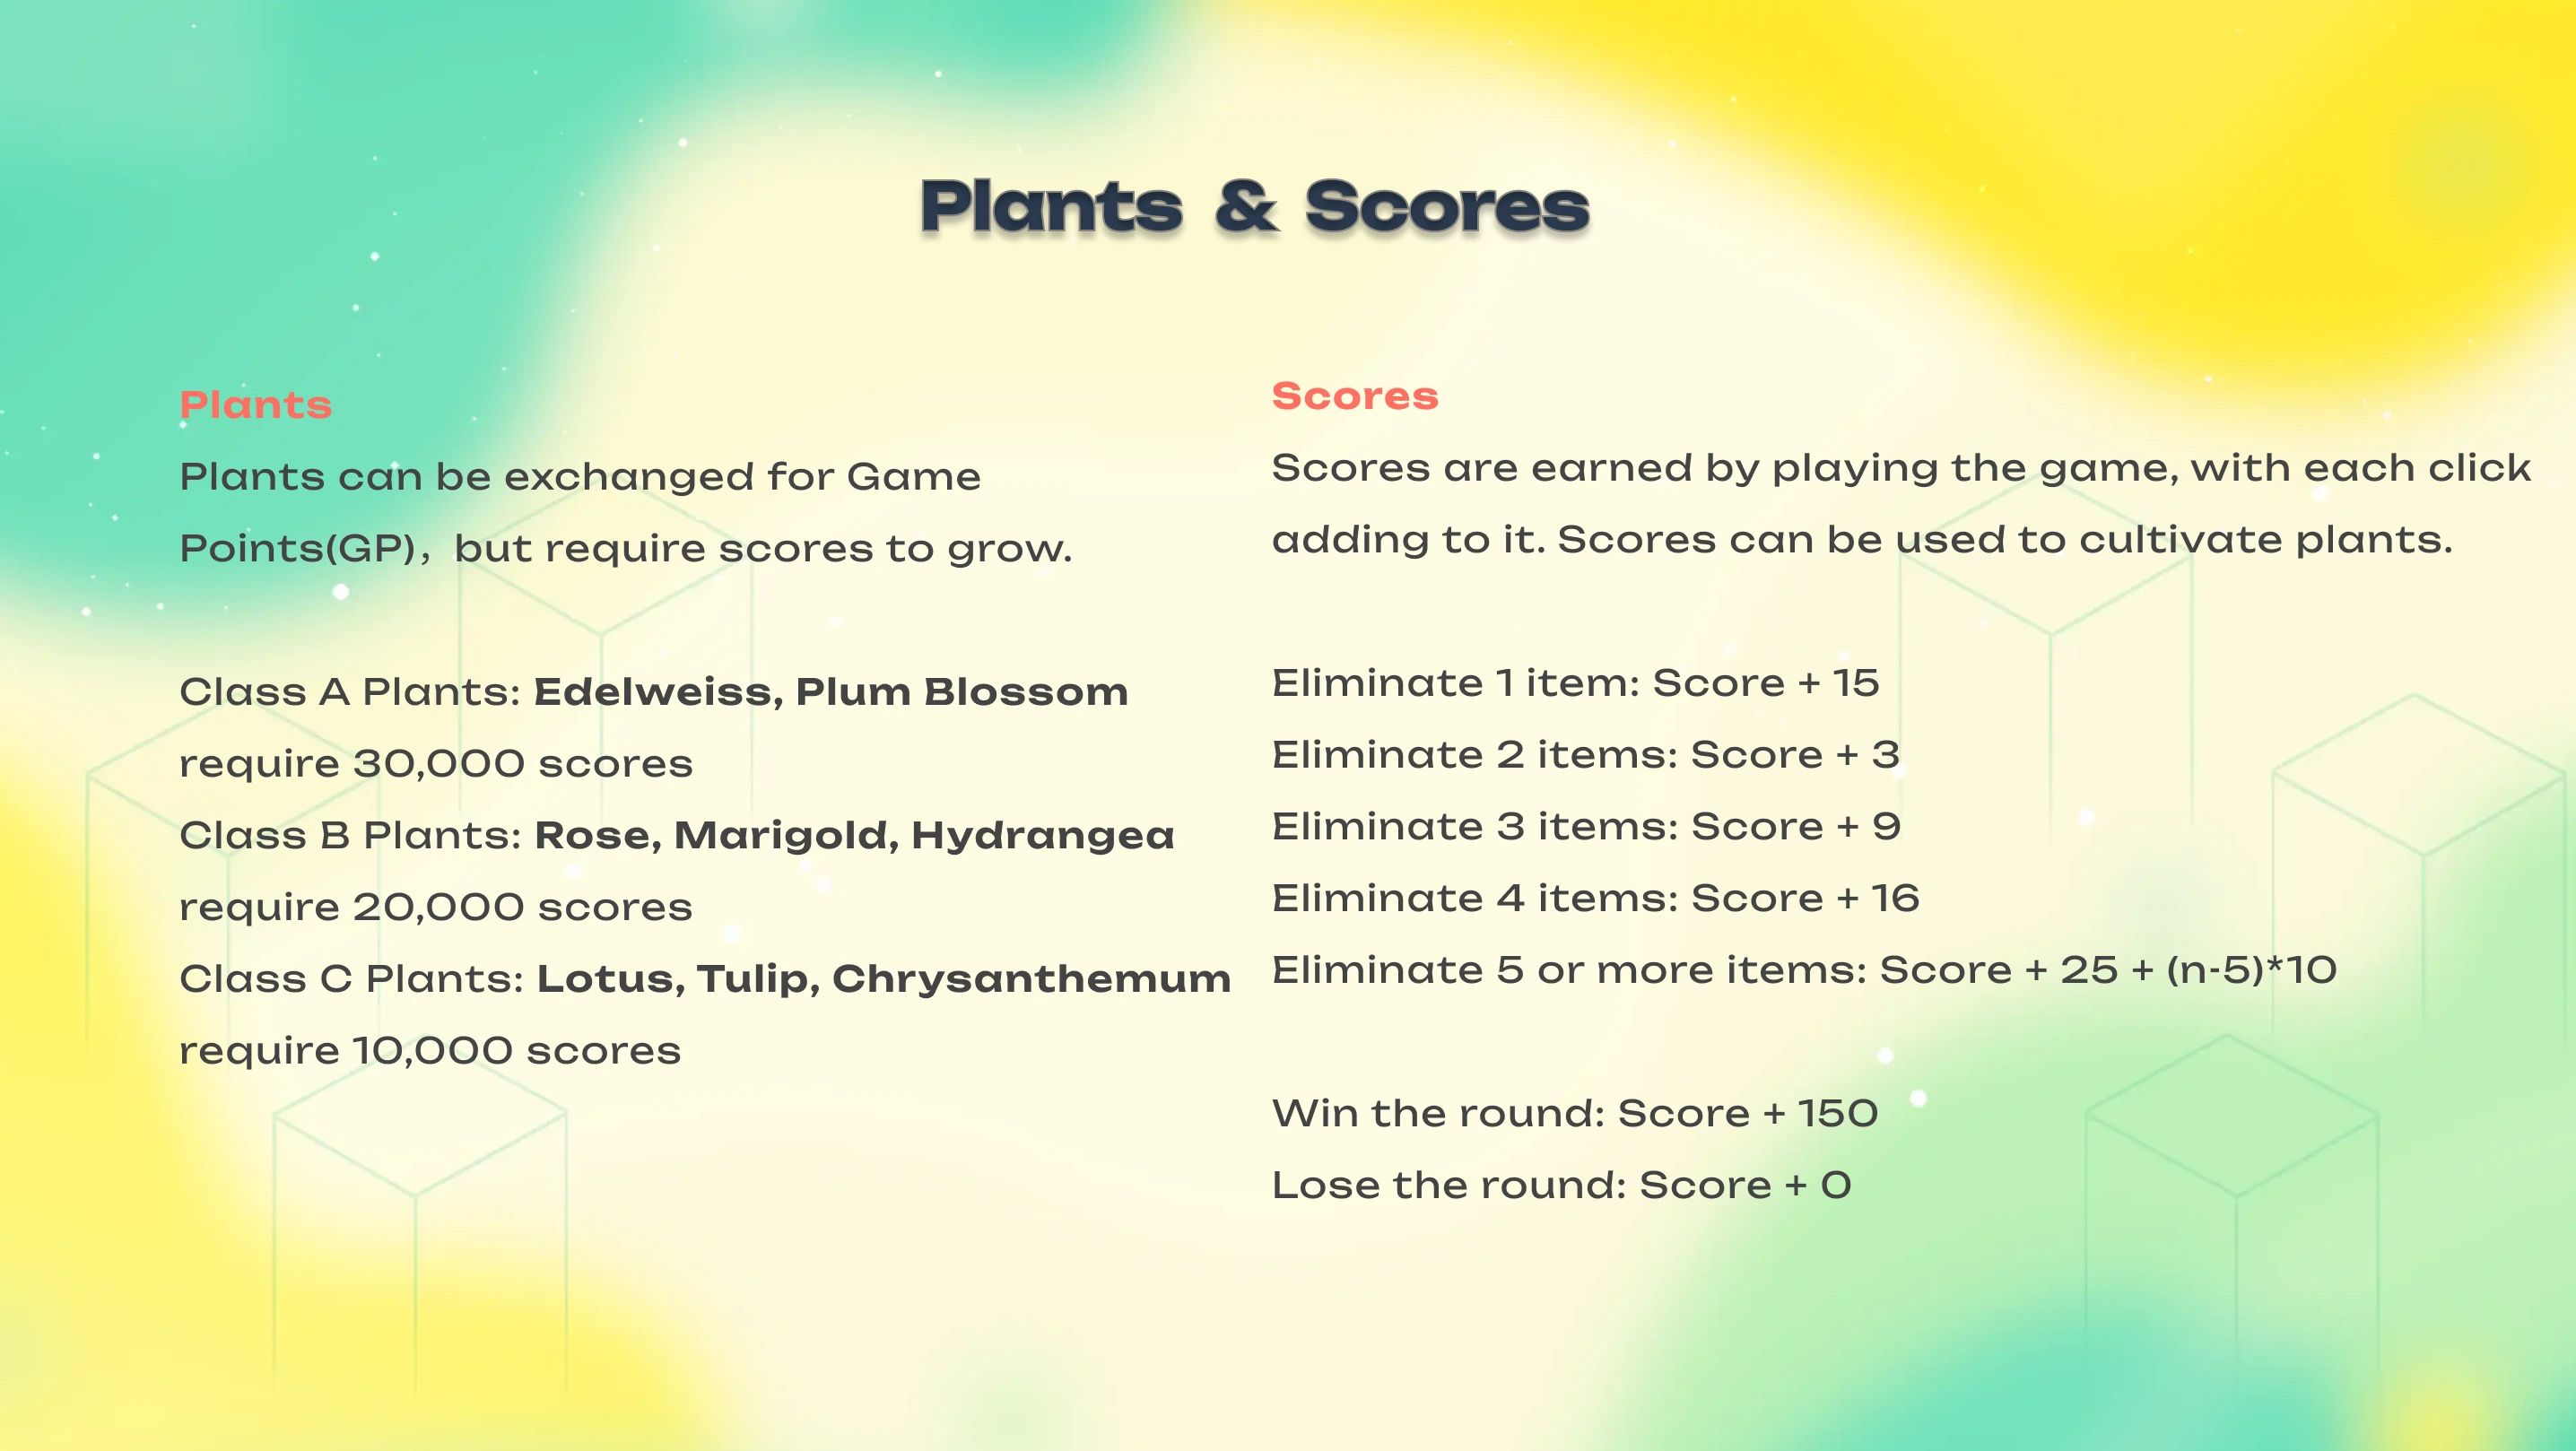 Plants & Scores
Plants
Plants can be exchanged for Game
Points(GP)，but require scores to grow.
Class A Plants: Edelweiss, Plum Blossom
require 30,000 scores
Class B Plants: Rose, Marigold, Hydrangea
require 20,000 scores
Class C Plants: Lotus, Tulip, Chrysanthemum
require 10,000 scores
Scores
Scores are earned by playing the game, with each click
adding to it. Scores can be used to cultivate plants.
Eliminate 1 item: Score + 15
Eliminate 2 items: Score + 3
Eliminate 3 items: Score + 9
Eliminate 4 items: Score + 16
Eliminate 5 or more items: Score + 25 + (n-5)*10
Win the round: Score + 150
Lose the round: Score + 0